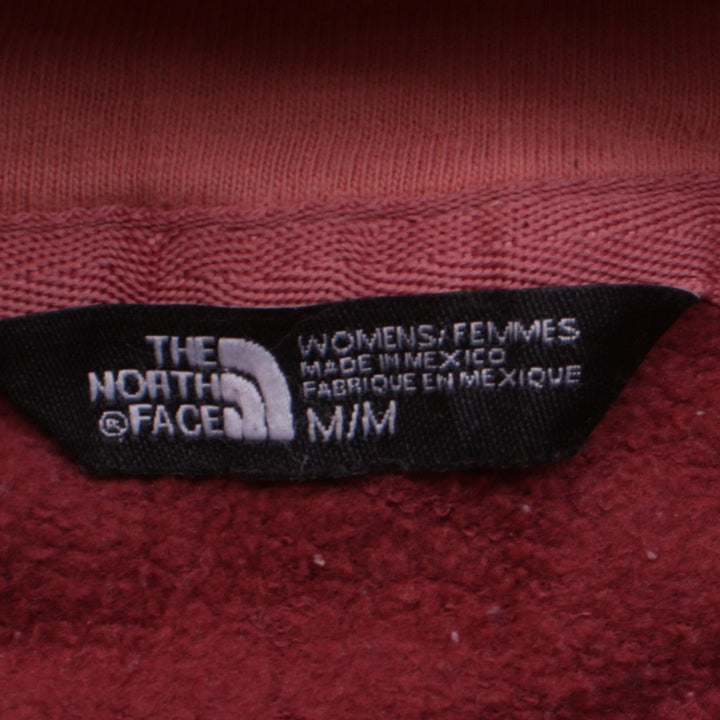 THE
NORTH
® FACE
WOMENS/FEMMES
MADE IN MEXICO
FABRIQUE EN MEXIQUE
M/M